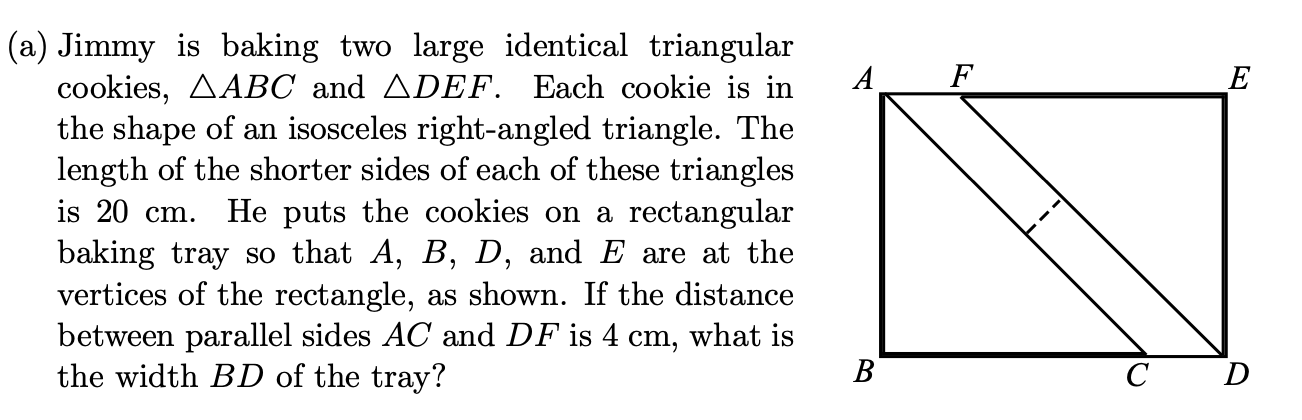 (a) Jimmy is baking two large identical triangular
cookies, △ABC and △DEF. Each cookie is in
the shape of an isosceles right-angled triangle. The
length of the shorter sides of each of these triangles
is 20 cm. He puts the cookies on a rectangular
baking tray so that A, B, D, and E are at the
vertices of the rectangle, as shown. If the distance
between parallel sides AC and DF is 4 cm, what is
the width BD of the tray?
A F E
B C D